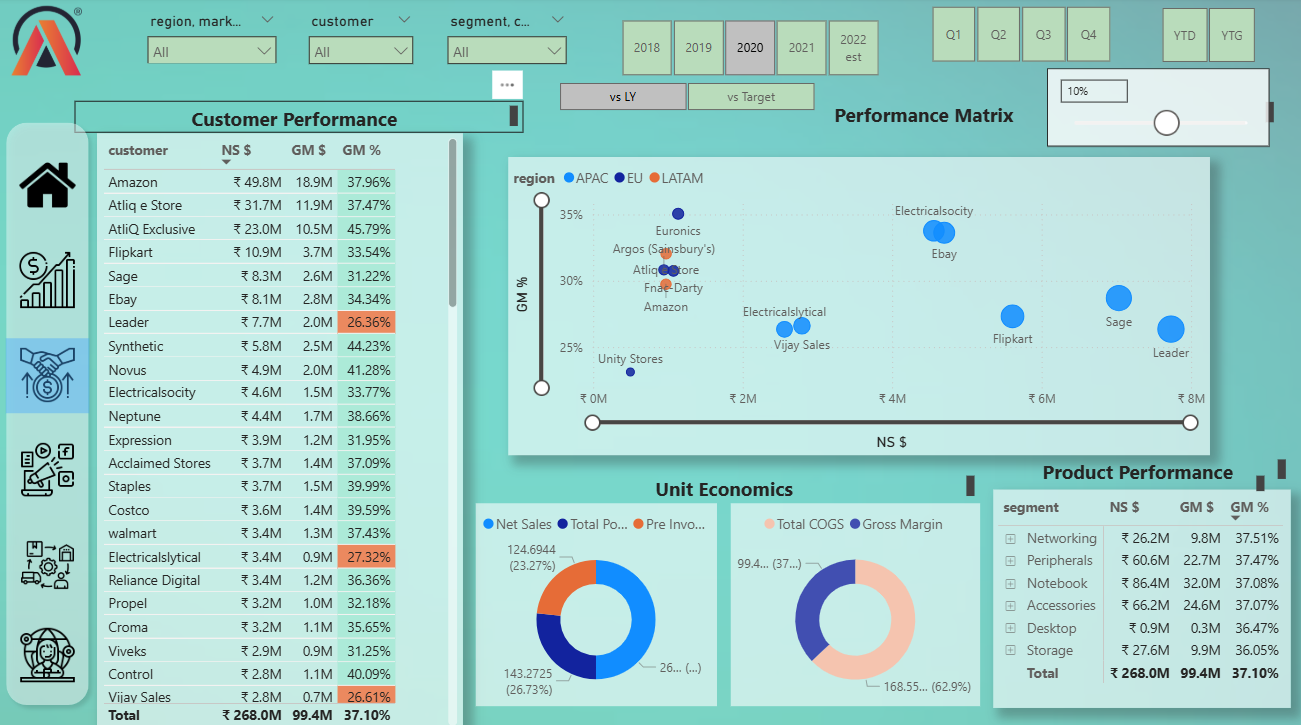 region, mark...
customer
segment, c...
All
All
All
2018
2019
2020
2021
2022 est
Q1
Q2
Q3
Q4
YTD
YTG
...
vs LY
vs Target
10%
Customer Performance
Performance Matrix
customer NS $ GM $ GM %
Amazon ₹ 49.8M 18.9M 37.96%
Atliq e Store ₹ 31.7M 11.9M 37.47%
AtliQ Exclusive ₹ 23.0M 10.5M 45.79%
Flipkart ₹ 10.9M 3.7M 33.54%
Sage ₹ 8.3M 2.6M 31.22%
Ebay ₹ 8.1M 2.8M 34.34%
Leader ₹ 7.7M 2.0M 26.36%
Synthetic ₹ 5.8M 2.5M 44.23%
Novus ₹ 4.9M 2.0M 41.28%
Electricalsocity ₹ 4.6M 1.5M 33.77%
Neptune ₹ 4.4M 1.7M 38.66%
Expression ₹ 3.9M 1.2M 31.95%
Acclaimed Stores ₹ 3.7M 1.4M 37.09%
Staples ₹ 3.7M 1.5M 39.99%
Costco ₹ 3.6M 1.4M 39.59%
walmart ₹ 3.4M 1.3M 37.43%
Electricalslytical ₹ 3.4M 0.9M 27.32%
Reliance Digital ₹ 3.4M 1.2M 36.36%
Propel ₹ 3.2M 1.0M 32.18%
Croma ₹ 3.2M 1.1M 35.65%
Viveks ₹ 2.9M 0.9M 31.25%
Control ₹ 2.8M 1.1M 40.09%
Vijay Sales ₹ 2.8M 0.7M 26.61%
Total ₹ 268.0M 99.4M 37.10%
region APAC EU LATAM
GM %
35%
30%
25%
Electricalsocity
Euronics
Argos (Sainsbury's)
Ebay
Atliq e Store
Fnac-Darty
Amazon
Electricalslytical
Sage
Flipkart
Vijay Sales
Leader
Unity Stores
₹ 0M
₹ 2M
₹ 4M
₹ 6M
₹ 8M
NS $
Unit Economics
Net Sales Total Po... Pre Invo...
124.6944
(23.27%)
143.2725
(26.73%)
26... (...)
Total COGS Gross Margin
99.4... (37...)
168.55... (62.9%)
Product Performance
segment NS $ GM $ GM %
Networking ₹ 26.2M 9.8M 37.51%
Peripherals ₹ 60.6M 22.7M 37.47%
Notebook ₹ 86.4M 32.0M 37.08%
Accessories ₹ 66.2M 24.6M 37.07%
Desktop ₹ 0.9M 0.3M 36.47%
Storage ₹ 27.6M 9.9M 36.05%
Total ₹ 268.0M 99.4M 37.10%